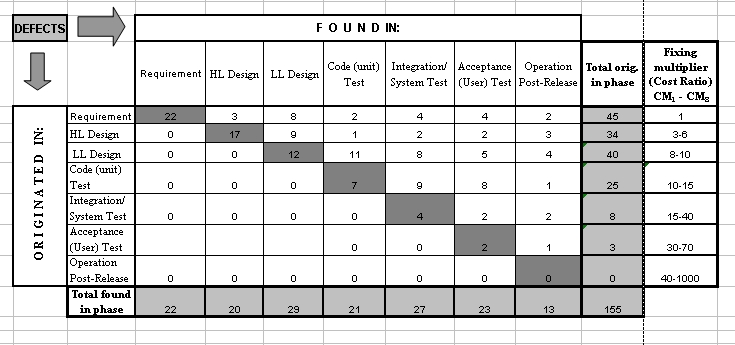 DEFECTS
FOUND IN:
Requirement HL Design LL Design Code (unit) Test Integration/ System Test Acceptance (User) Test Operation Post-Release Total orig. in phase Fixing multiplier (Cost Ratio) CM1 - CM8
ORIGINATED IN:
Requirement 22 3 8 2 4 4 2 45 1
HL Design 0 17 9 1 2 2 3 34 3-6
LL Design 0 0 12 11 8 5 4 40 8-10
Code (unit) Test 0 0 0 7 9 8 1 25 10-15
Integration/ System Test 0 0 0 0 4 2 2 8 15-40
Acceptance (User) Test 0 0 2 1 3 30-70
Operation Post-Release 0 0 0 0 0 0 0 0 40-1000
Total found in phase 22 20 29 21 27 23 13 155